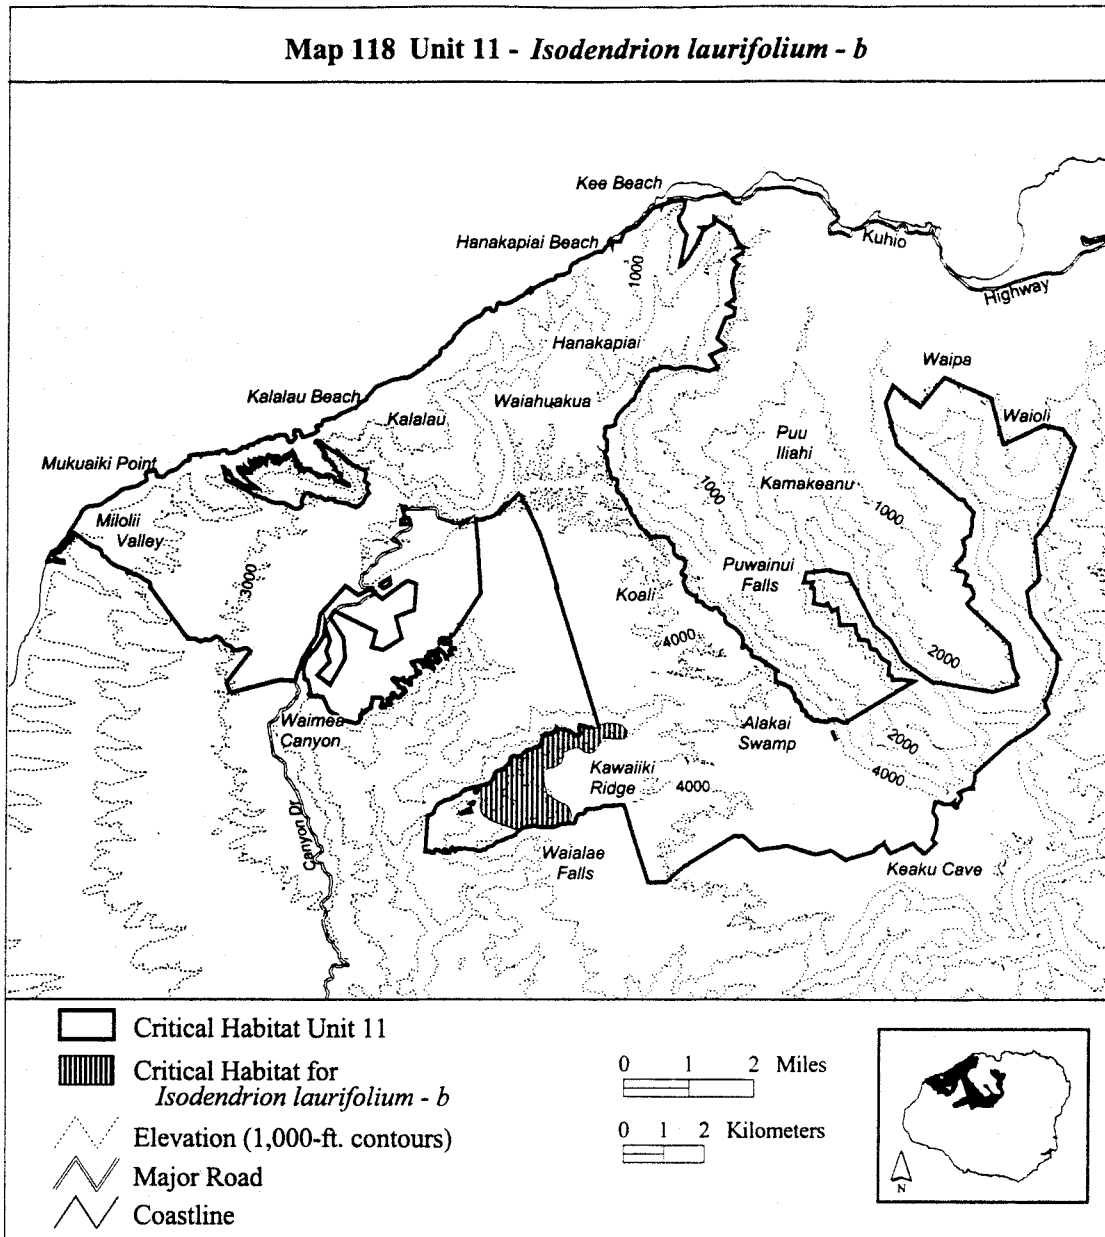 Map 118 Unit 11 - Isodendrion laurifolium - b
Kee Beach
Hanakapiai Beach
Kuhio
Highway
1000
Hanakapiai
Waipa
Kalalau Beach
Waiahuakua
Kalalau
Waioli
Puu
Iliahi
Mukuaiki Point
Kamakeanu
1000
1000
Milolii
Valley
3000
Puwainui
Falls
Koali
4000
2000
Waimea
Canyon
Alakai
Swamp
2000
4000
Kawaiiki
Ridge
4000
Canyon Dr
Waialae
Falls
Keaku Cave
Critical Habitat Unit 11
Critical Habitat for
Isodendrion laurifolium - b
Elevation (1,000-ft. contours)
Major Road
Coastline
0 1 2 Miles
0 1 2 Kilometers
N